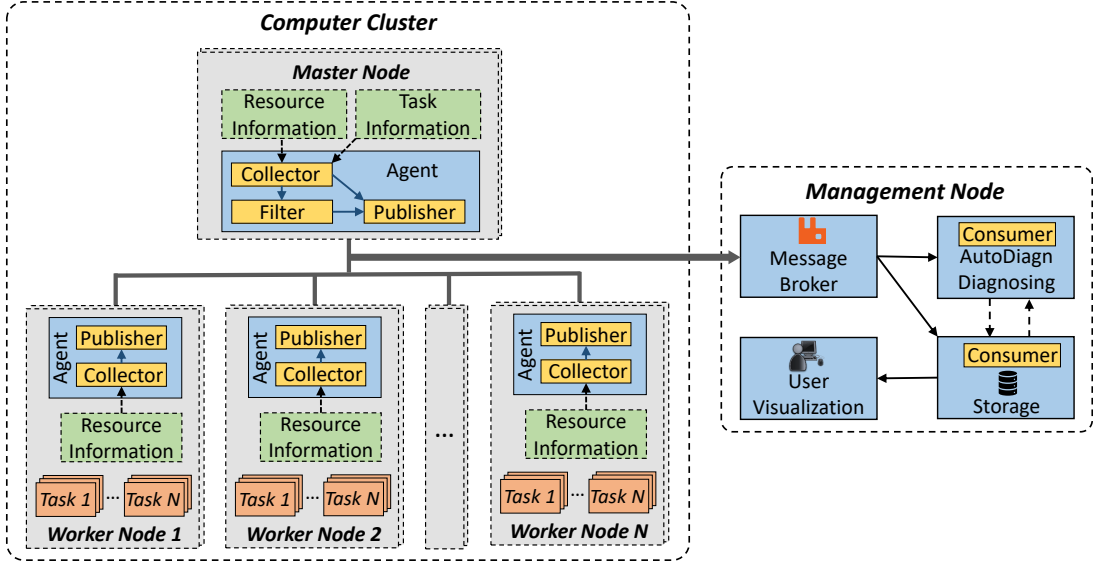 Computer Cluster
Master Node
Resource
Information
Task
Information
Agent
Collector
Filter
Publisher
Agent
Publisher
Collector
Resource
Information
Task 1
...
Task N
Worker Node 1
Agent
Publisher
Collector
Resource
Information
Task 1
...
Task N
Worker Node 2
...
Agent
Publisher
Collector
Resource
Information
Task 1
...
Task N
Worker Node N
Management Node
Message
Broker
Consumer
AutoDiagn
Diagnosing
User
Visualization
Consumer
Storage